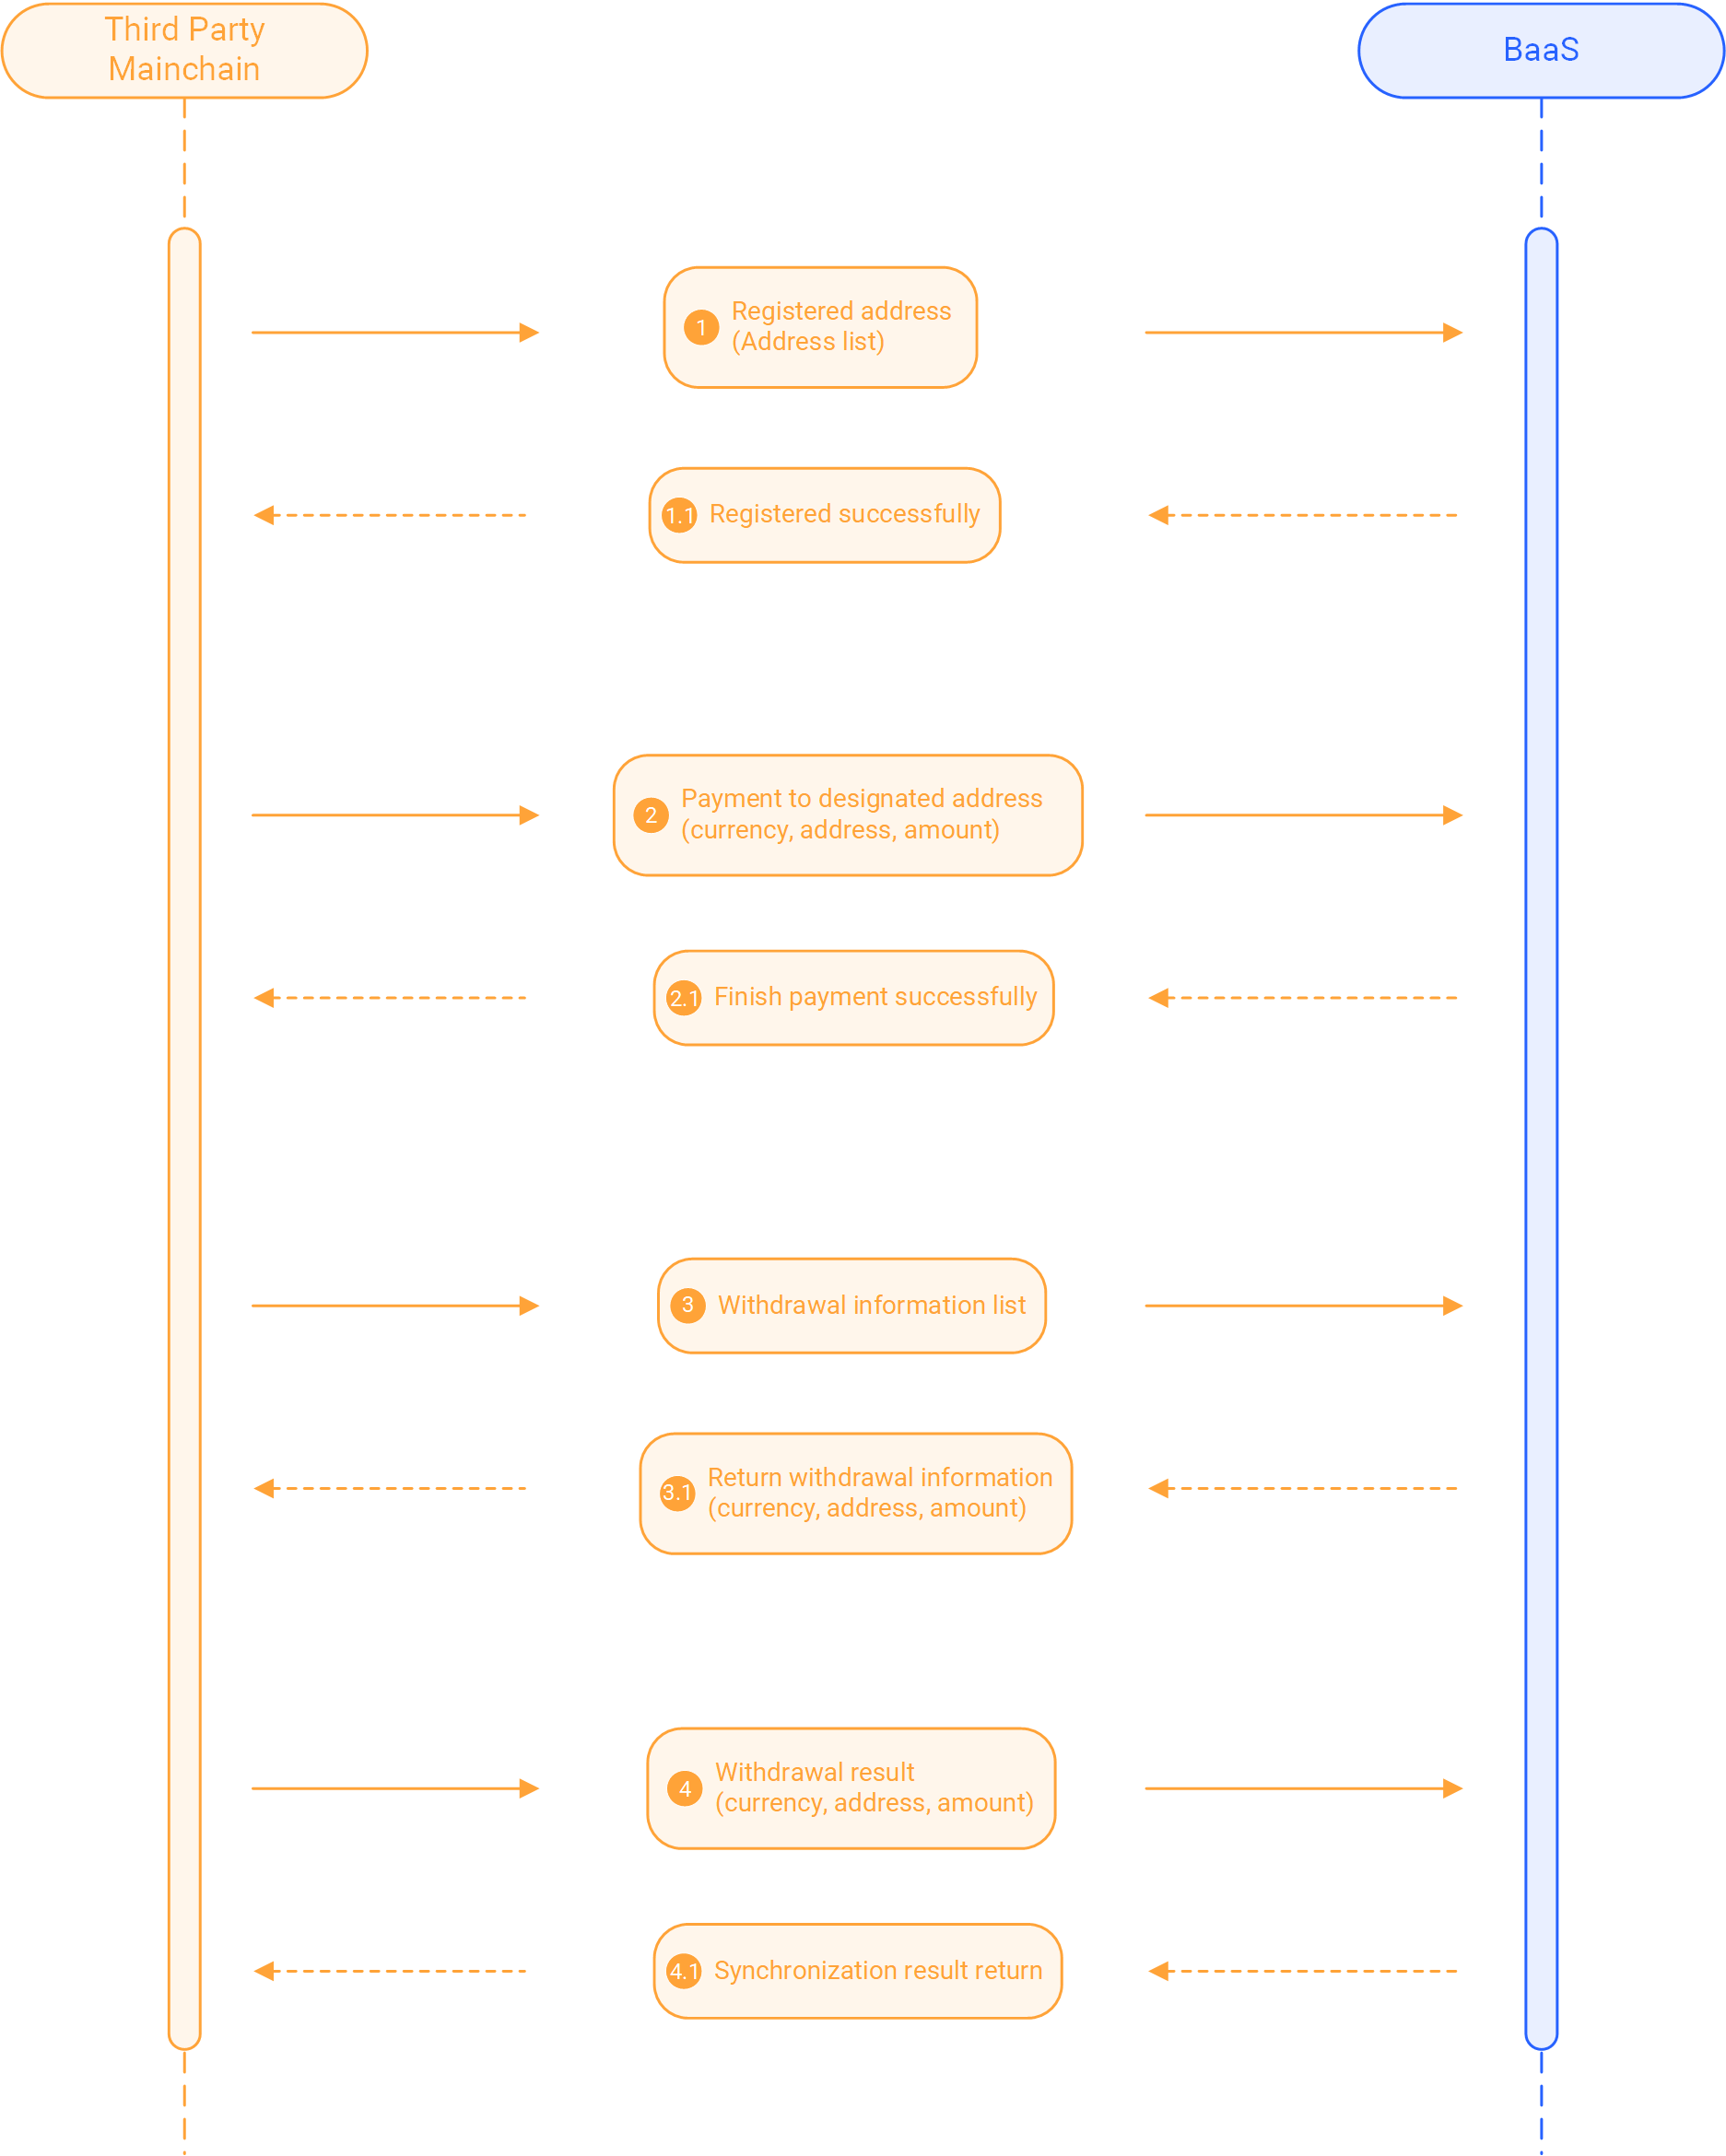 Third Party
Mainchain
BaaS
1 Registered address
(Address list)
1.1 Registered successfully
2 Payment to designated address
(currency, address, amount)
2.1 Finish payment successfully
3 Withdrawal information list
3.1 Return withdrawal information
(currency, address, amount)
4 Withdrawal result
(currency, address, amount)
4.1 Synchronization result return